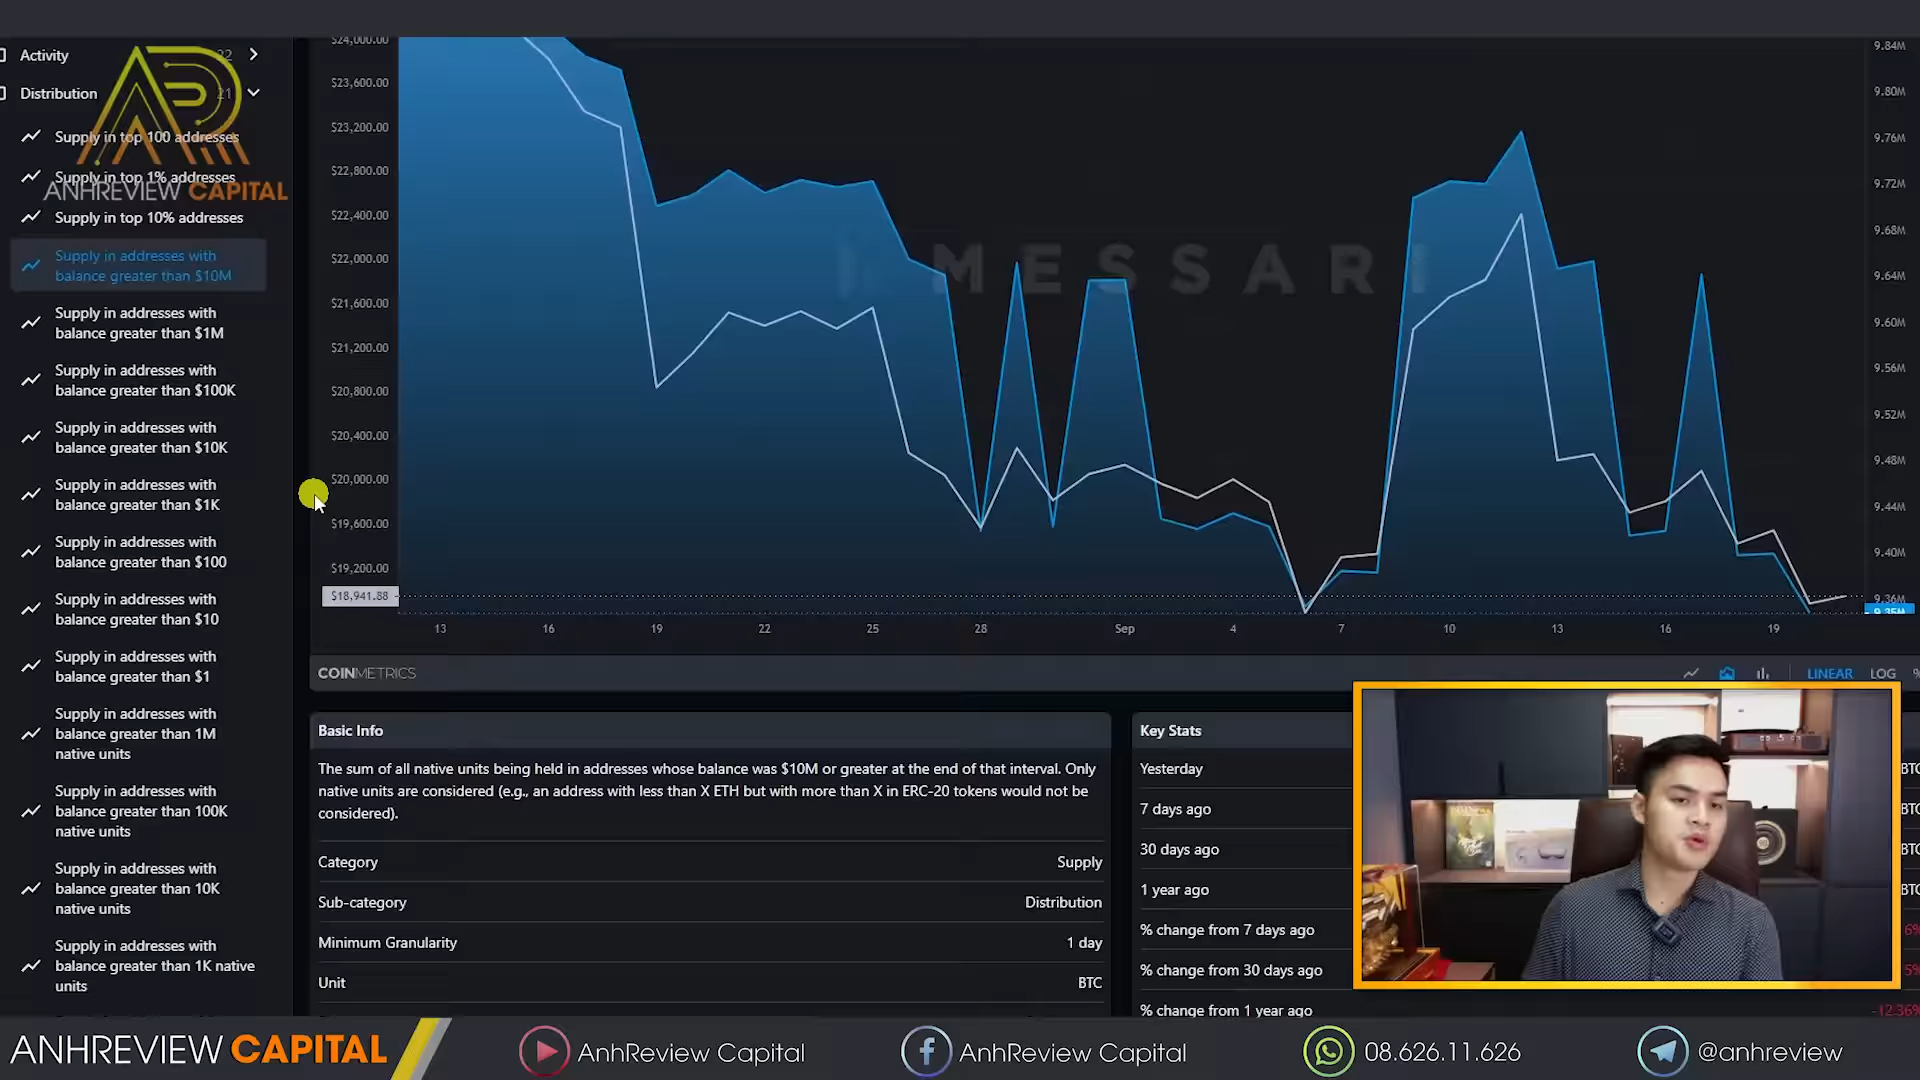 Activity
22
Distribution
21
Supply in top 100 addresses
Supply in top 1% addresses
ANHREVIEW CAPITAL
Supply in top 10% addresses
Supply in addresses with
balance greater than $10M
Supply in addresses with
balance greater than $1M
Supply in addresses with
balance greater than $100K
Supply in addresses with
balance greater than $10K
Supply in addresses with
balance greater than $1K
Supply in addresses with
balance greater than $100
Supply in addresses with
balance greater than $10
Supply in addresses with
balance greater than $1
Supply in addresses with
balance greater than 1M
native units
Supply in addresses with
balance greater than 100K
native units
Supply in addresses with
balance greater than 10K
native units
Supply in addresses with
balance greater than 1K native
units
$24,000.00
$23,600.00
$23,200.00
$22,800.00
$22,400.00
$22,000.00
$21,600.00
$21,200.00
$20,800.00
$20,400.00
$20,000.00
$19,600.00
$19,200.00
$18,941.88
MESSARI
9.84M
9.80M
9.76M
9.72M
9.68M
9.64M
9.60M
9.56M
9.52M
9.48M
9.44M
9.40M
9.36M
9.35M
13 16 19 22 25 28 Sep 4 7 10 13 16 19
COINMETRICS
LINEAR LOG %
Basic Info
The sum of all native units being held in addresses whose balance was $10M or greater at the end of that interval. Only
native units are considered (e.g., an address with less than X ETH but with more than X in ERC-20 tokens would not be
considered).
Category Supply
Sub-category Distribution
Minimum Granularity 1 day
Unit BTC
Key Stats
Yesterday
7 days ago
30 days ago
1 year ago
% change from 7 days ago
% change from 30 days ago
% change from 1 year ago -12.36%
ANHREVIEW CAPITAL
AnhReview Capital
AnhReview Capital
08.626.11.626
@anhreview